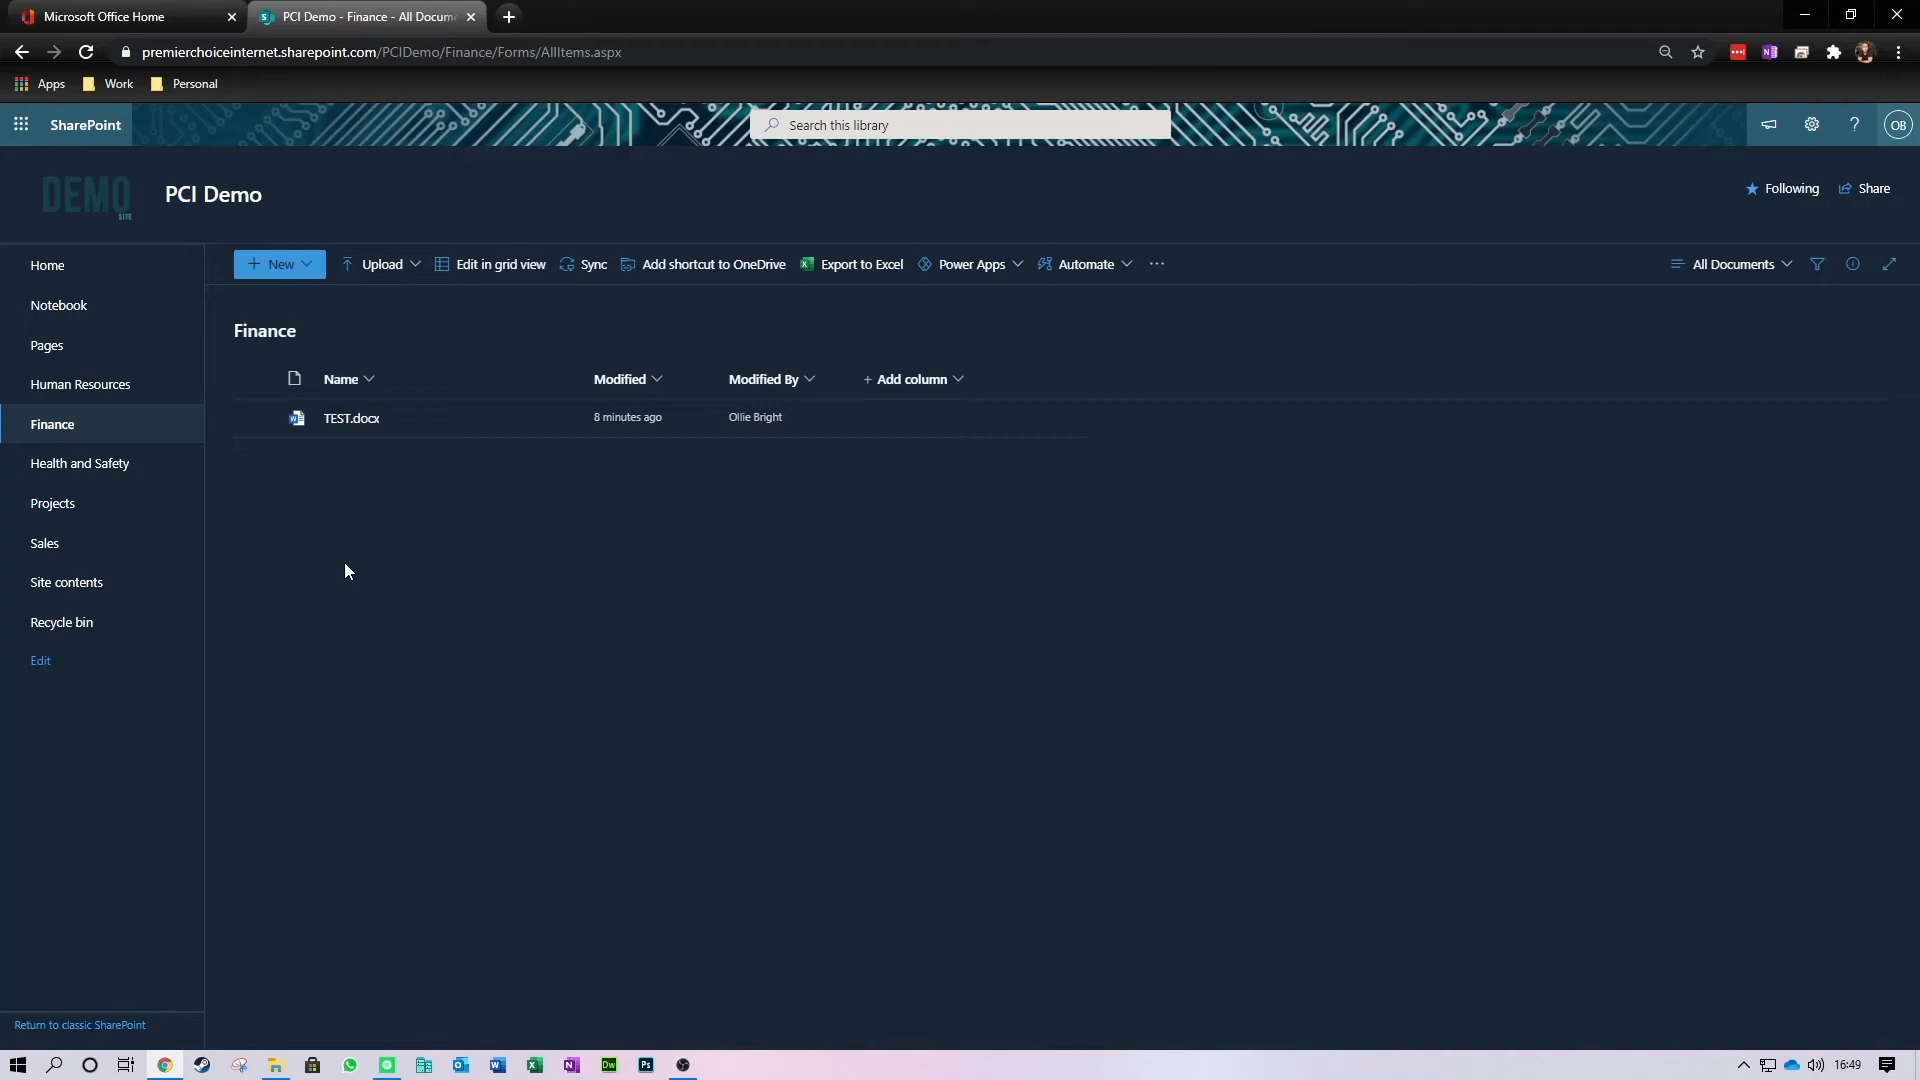 Microsoft Office Home
PCI Demo - Finance - All Docum
premierchoiceinternet.sharepoint.com/PCIDemo/Finance/Forms/AllItems.aspx
Apps
Work
Personal
SharePoint
Search this library
OB
DEMO
SITE
PCI Demo
Following
Share
Home
Notebook
Pages
Human Resources
Finance
Health and Safety
Projects
Sales
Site contents
Recycle bin
Edit
Return to classic SharePoint
New
Upload
Edit in grid view
Sync
Add shortcut to OneDrive
Export to Excel
Power Apps
Automate
All Documents
Finance
Name
Modified
Modified By
Add column
TEST.docx
8 minutes ago
Ollie Bright
16:49